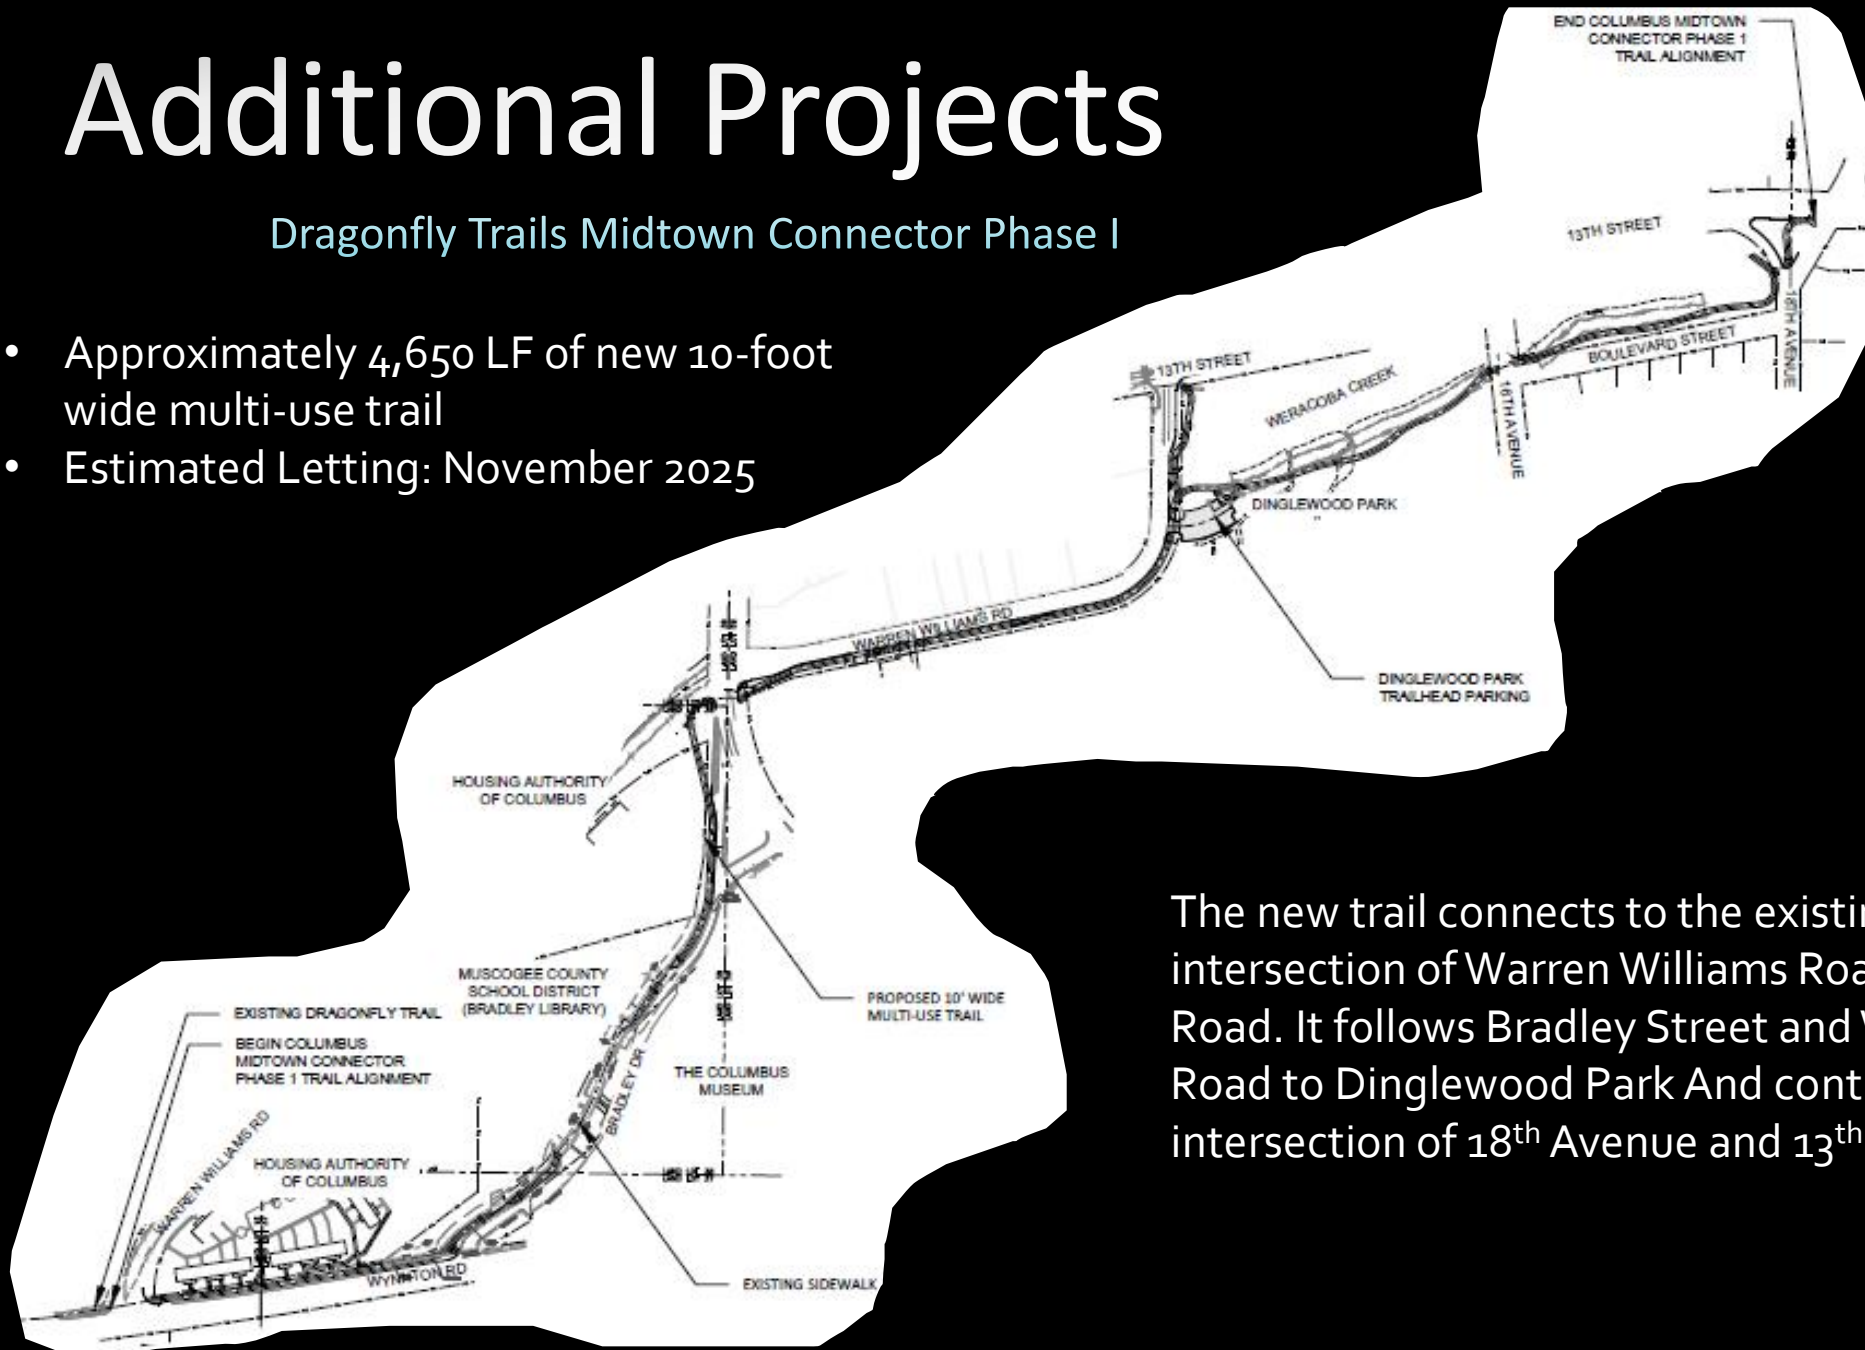 Additional Projects
Dragonfly Trails Midtown Connector Phase I
• Approximately 4,650 LF of new 10-foot
wide multi-use trail
• Estimated Letting: November 2025
END COLUMBUS MIDTOWN
CONNECTOR PHASE 1
TRAIL ALIGNMENT
13TH STREET
18TH AVENUE
BOULEVARD STREET
13TH STREET
WERACOBA CREEK
16TH AVENUE
DINGLEWOOD PARK
WARREN WILLIAMS RD
DINGLEWOOD PARK
TRAILHEAD PARKING
HOUSING AUTHORITY
OF COLUMBUS
MUSCOGEE COUNTY
SCHOOL DISTRICT
(BRADLEY LIBRARY)
PROPOSED 10' WIDE
MULTI-USE TRAIL
EXISTING DRAGONFLY TRAIL
BEGIN COLUMBUS
MIDTOWN CONNECTOR
PHASE 1 TRAIL ALIGNMENT
THE COLUMBUS
MUSEUM
BRADLEY DR
WARREN WILLIAMS RD
HOUSING AUTHORITY
OF COLUMBUS
WYNNTON RD
EXISTING SIDEWALK
The new trail connects to the existin
intersection of Warren Williams Roa
Road. It follows Bradley Street and
Road to Dinglewood Park And cont
intersection of 18th Avenue and 13th